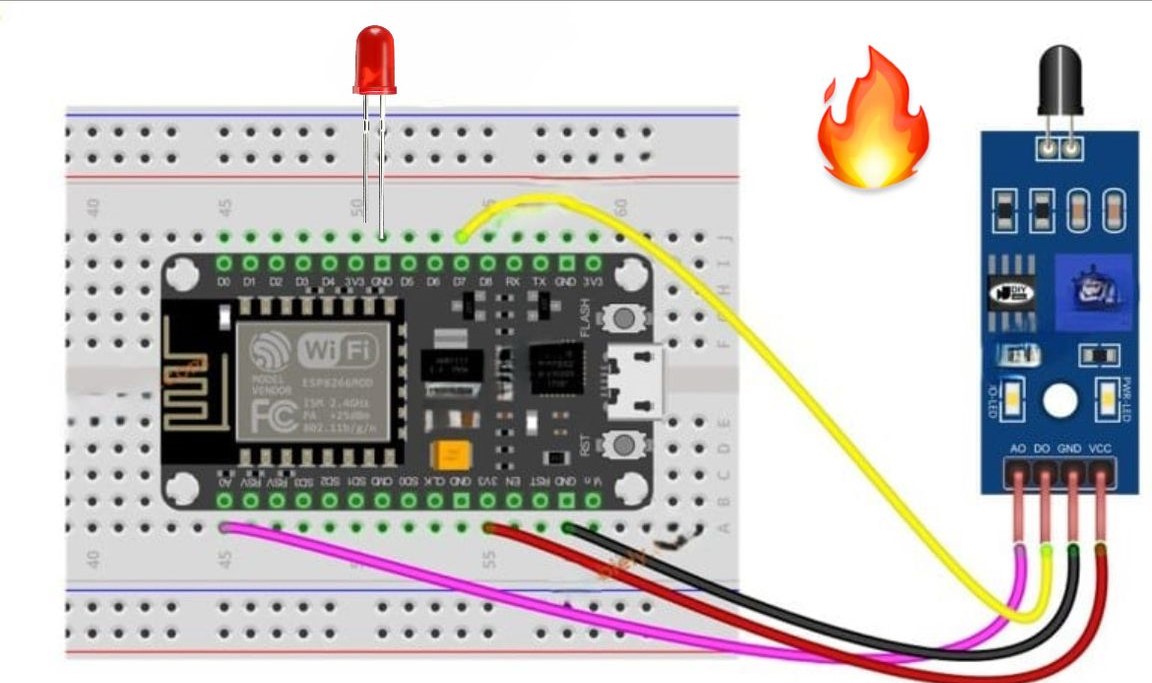 40
45
50
60
J
I
H
G
F
D0 D1 D2 D3 D4 3V3 GND D5 D6 D7 D8 RX TX GND 3V3
FLASH
WiFi
MODEL
VENDOR
ESP8266MOD
ISM 2.4GHz
PA +25dBm
802.11b/g/n
FC
RST
A0 RSV RSV SD3 SD2 SD1 CMD SD0 CLK GND 3V3 EN RST GND Vin
E
D
C
B
A
40
45
55
DIY
IO-LED
PWR-LED
AO DO GND VCC